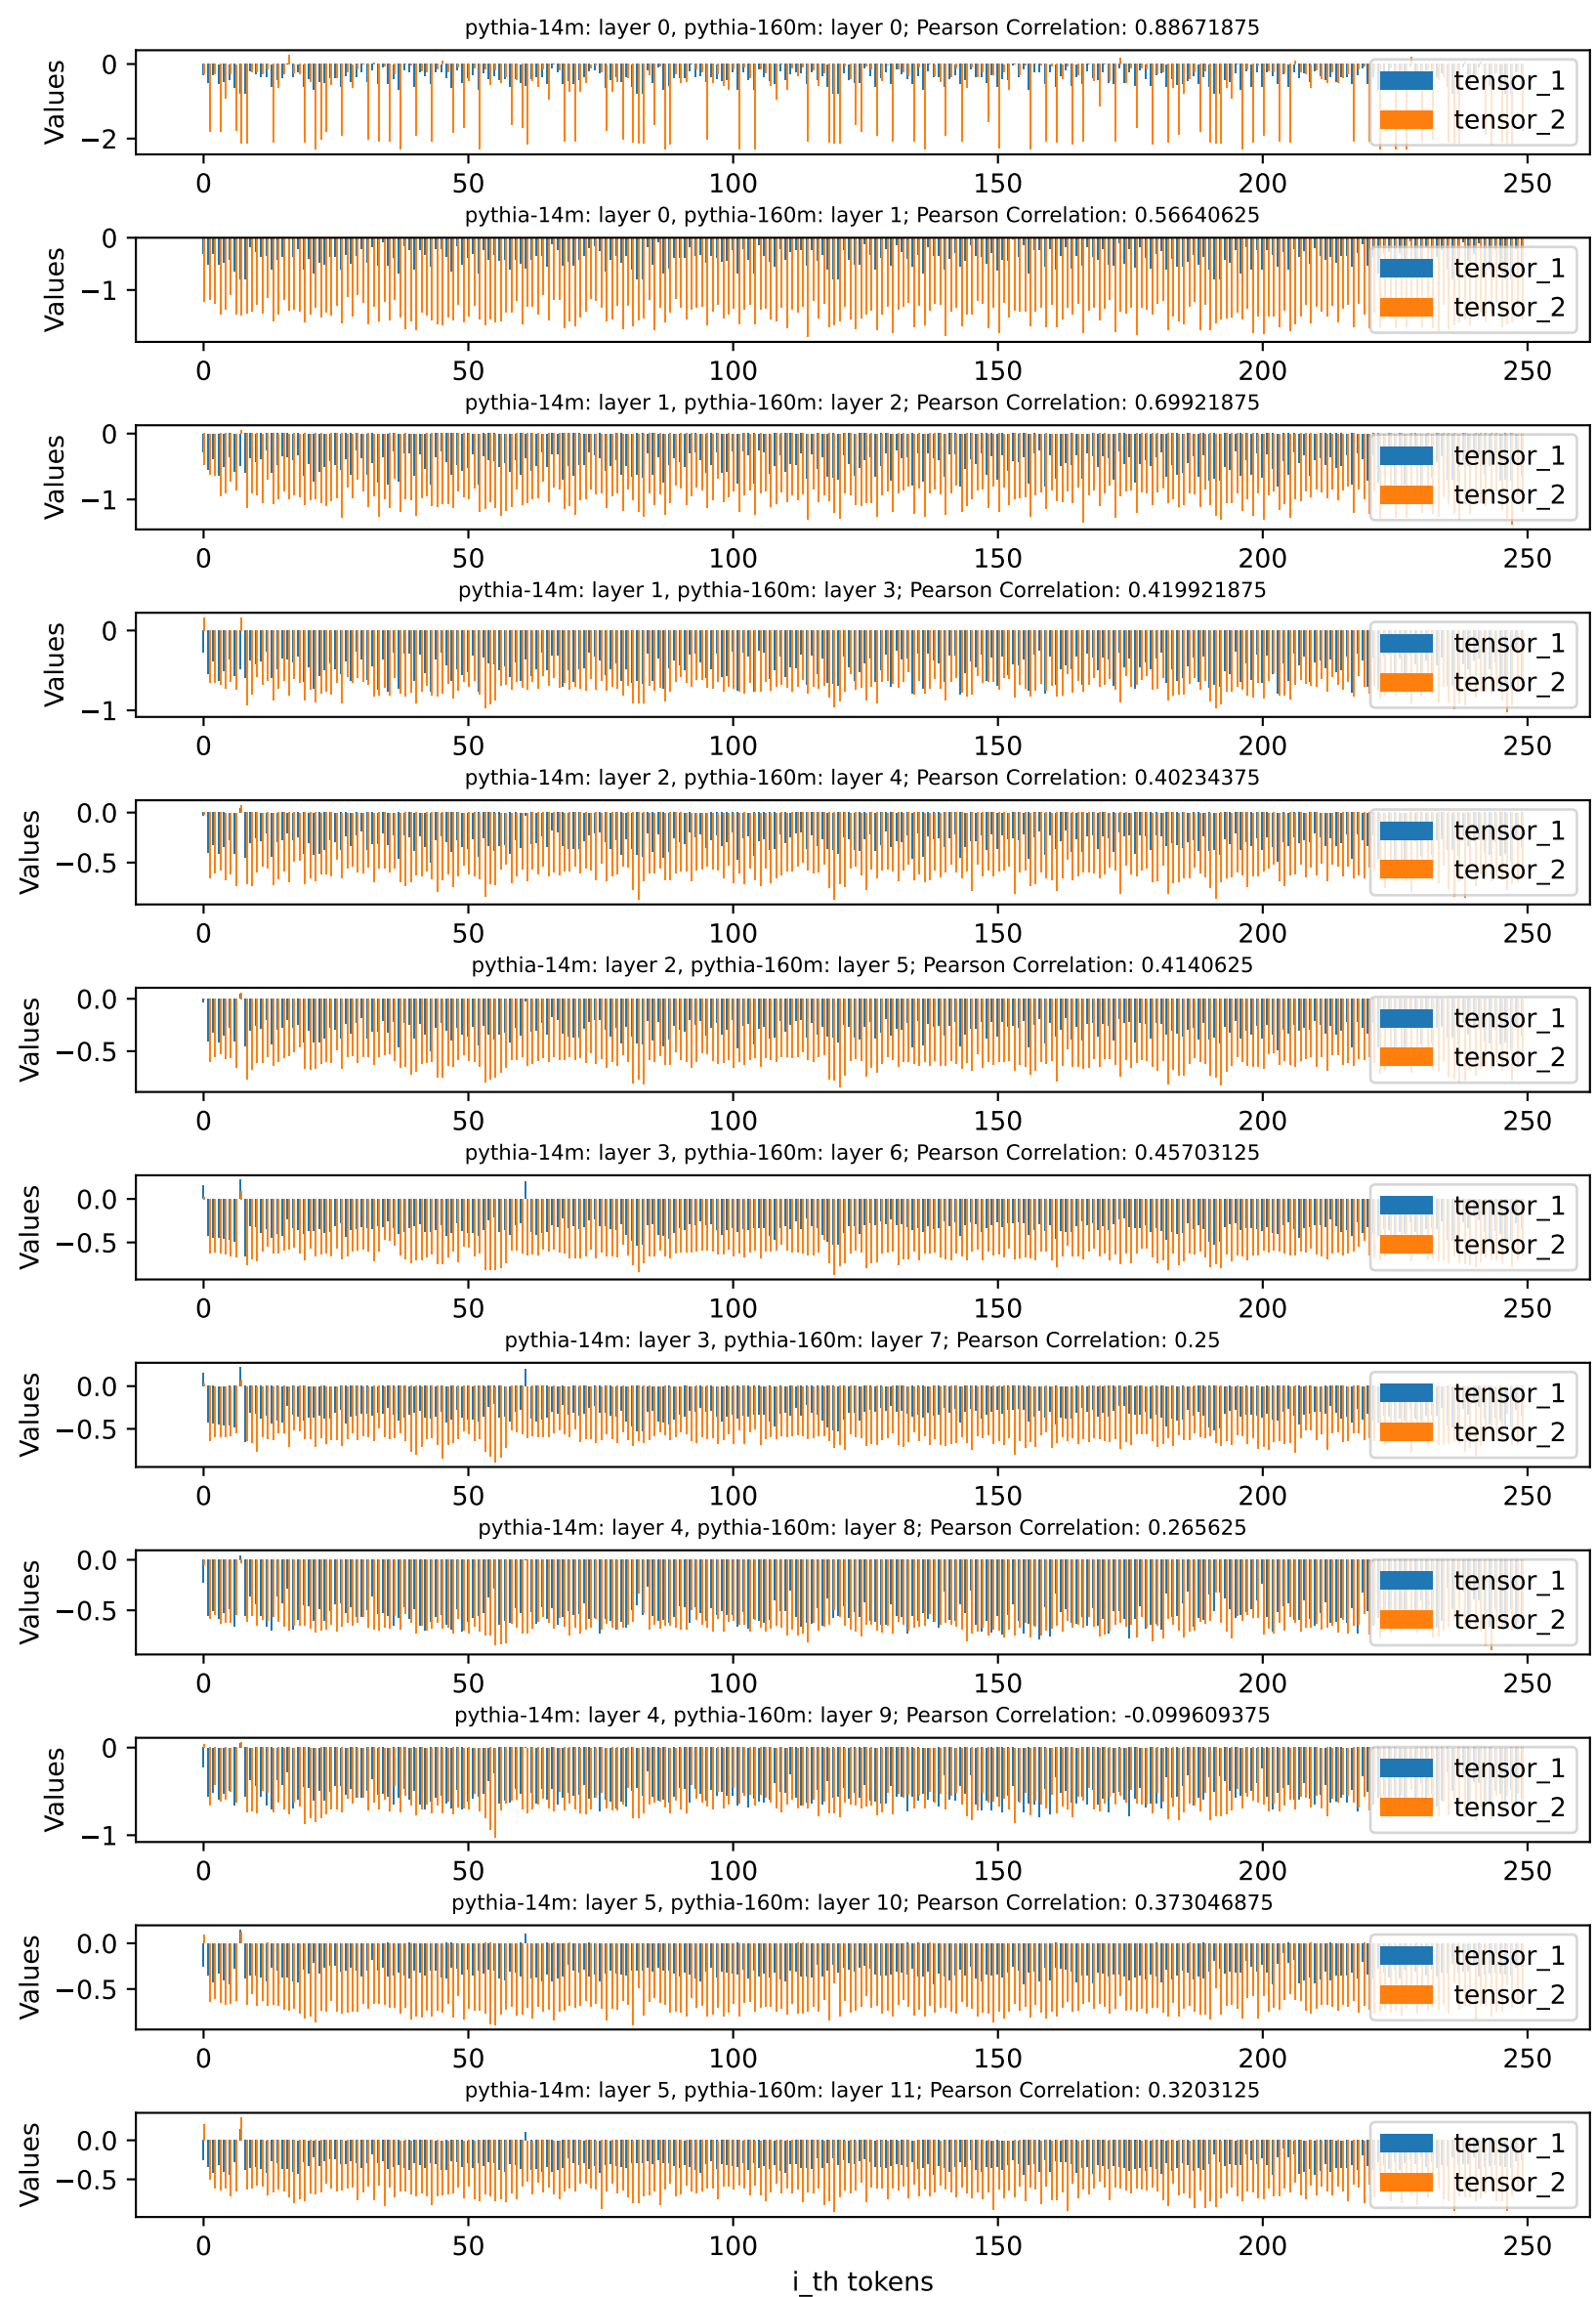 pythia-14m: layer 0, pythia-160m: layer 0; Pearson Correlation: 0.88671875
Values
0
−2
tensor_1
tensor_2
0 50 100 150 200 250
pythia-14m: layer 0, pythia-160m: layer 1; Pearson Correlation: 0.56640625
Values
0
−1
tensor_1
tensor_2
0 50 100 150 200 250
pythia-14m: layer 1, pythia-160m: layer 2; Pearson Correlation: 0.69921875
Values
0
−1
tensor_1
tensor_2
0 50 100 150 200 250
pythia-14m: layer 1, pythia-160m: layer 3; Pearson Correlation: 0.419921875
Values
0
−1
tensor_1
tensor_2
0 50 100 150 200 250
pythia-14m: layer 2, pythia-160m: layer 4; Pearson Correlation: 0.40234375
Values
0.0
−0.5
tensor_1
tensor_2
0 50 100 150 200 250
pythia-14m: layer 2, pythia-160m: layer 5; Pearson Correlation: 0.4140625
Values
0.0
−0.5
tensor_1
tensor_2
0 50 100 150 200 250
pythia-14m: layer 3, pythia-160m: layer 6; Pearson Correlation: 0.45703125
Values
0.0
−0.5
tensor_1
tensor_2
0 50 100 150 200 250
pythia-14m: layer 3, pythia-160m: layer 7; Pearson Correlation: 0.25
Values
0.0
−0.5
tensor_1
tensor_2
0 50 100 150 200 250
pythia-14m: layer 4, pythia-160m: layer 8; Pearson Correlation: 0.265625
Values
0.0
−0.5
tensor_1
tensor_2
0 50 100 150 200 250
pythia-14m: layer 4, pythia-160m: layer 9; Pearson Correlation: -0.099609375
Values
0
−1
tensor_1
tensor_2
0 50 100 150 200 250
pythia-14m: layer 5, pythia-160m: layer 10; Pearson Correlation: 0.373046875
Values
0.0
−0.5
tensor_1
tensor_2
0 50 100 150 200 250
pythia-14m: layer 5, pythia-160m: layer 11; Pearson Correlation: 0.3203125
Values
0.0
−0.5
tensor_1
tensor_2
0 50 100 150 200 250
i_th tokens